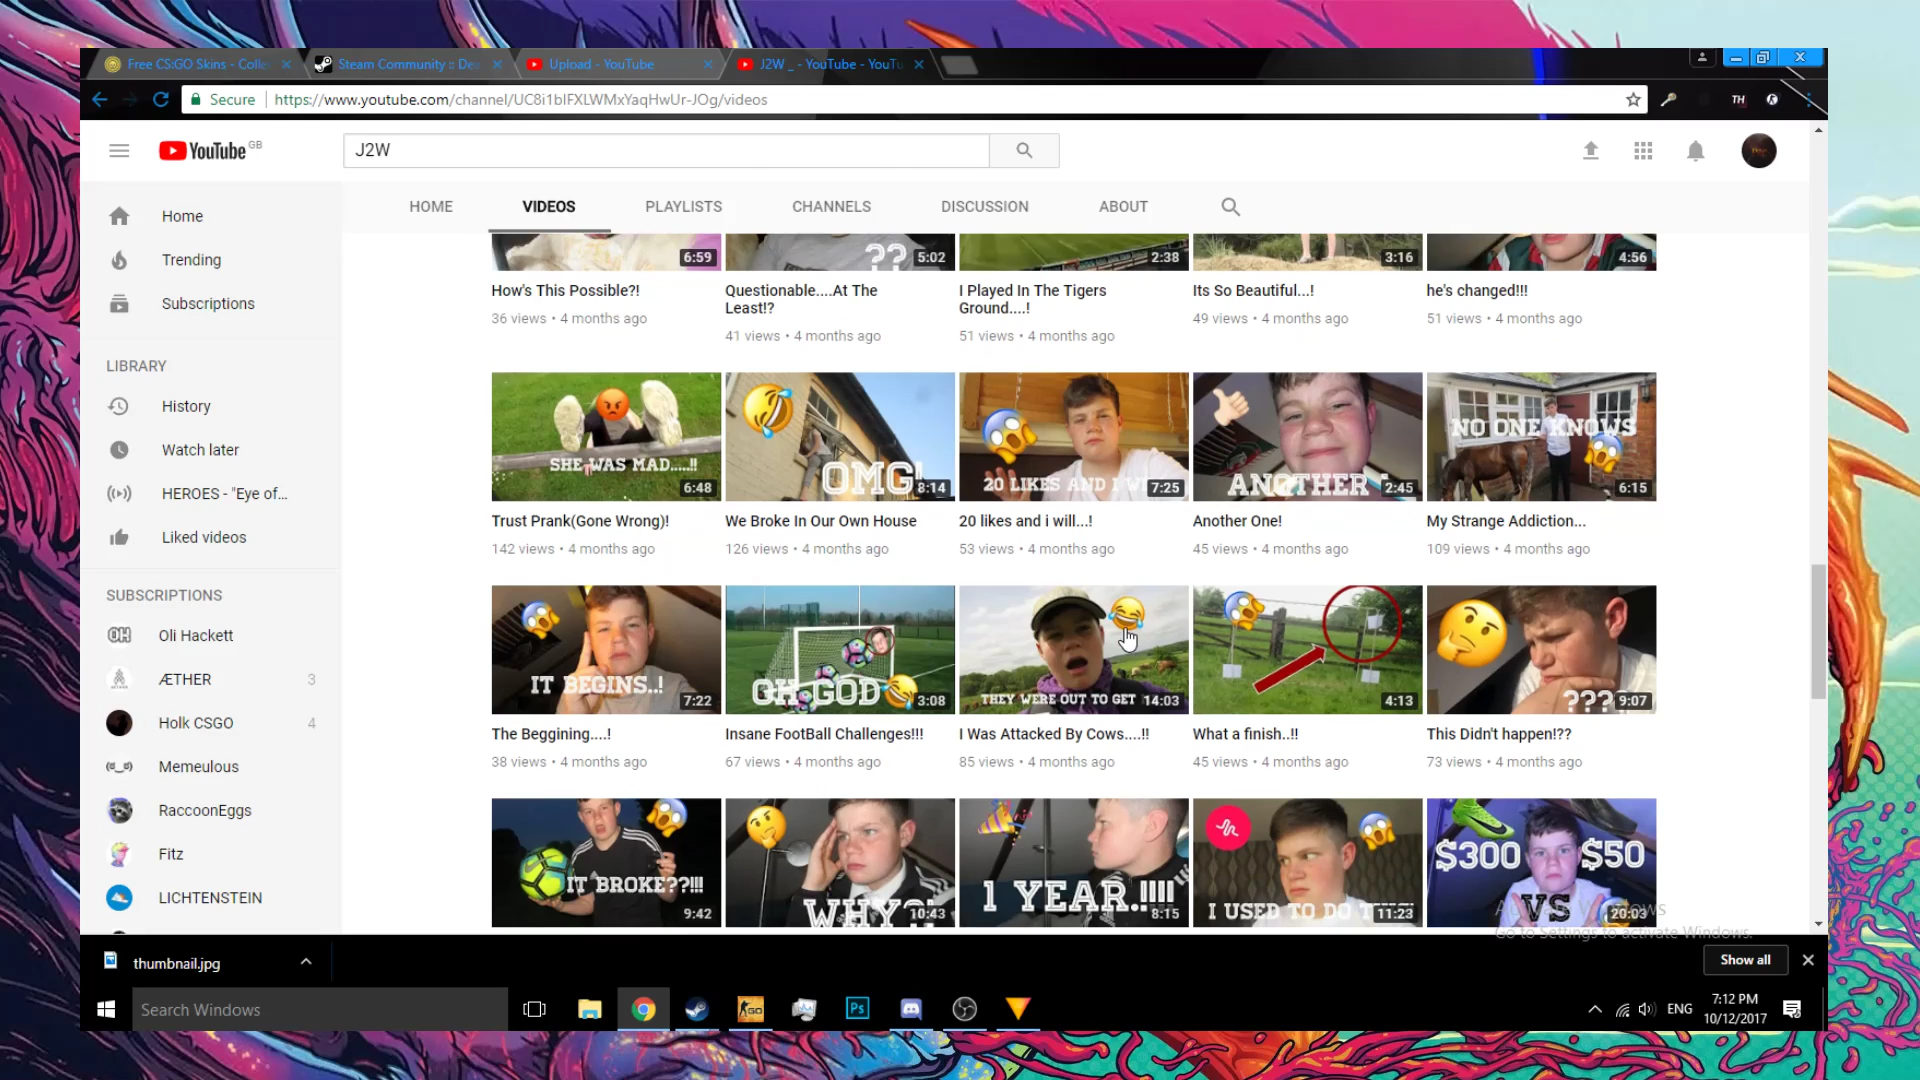 Free CS:GO Skins - Colle
Steam Community :: De
Upload - YouTube
J2W _ - YouTube - YouTu
Secure
https://www.youtube.com/channel/UC8i1bIFXLWMxYaqHwUr-JOg/videos
TH
YouTube GB
J2W
HOME
VIDEOS
PLAYLISTS
CHANNELS
DISCUSSION
ABOUT
Home
Trending
Subscriptions
LIBRARY
History
Watch later
HEROES - "Eye of...
Liked videos
SUBSCRIPTIONS
Oli Hackett
ÆTHER 3
Holk CSGO 4
Memeulous
RaccoonEggs
Fitz
LICHTENSTEIN
6:59
?? 5:02
2:38
3:16
4:56
How's This Possible?!
36 views • 4 months ago
Questionable....At The
Least!?
41 views • 4 months ago
I Played In The Tigers
Ground....!
51 views • 4 months ago
Its So Beautiful...!
49 views • 4 months ago
he's changed!!!
51 views • 4 months ago
SHE WAS MAD.....!!
6:48
OMG!
8:14
20 LIKES AND I W
7:25
ANOTHER
2:45
NO ONE KNOWS
6:15
Trust Prank(Gone Wrong)!
142 views • 4 months ago
We Broke In Our Own House
126 views • 4 months ago
20 likes and i will...!
53 views • 4 months ago
Another One!
45 views • 4 months ago
My Strange Addiction...
109 views • 4 months ago
IT BEGINS..!
7:22
OH GOD
3:08
THEY WERE OUT TO GET
14:03
4:13
???
9:07
The Beggining....!
38 views • 4 months ago
Insane FootBall Challenges!!!
67 views • 4 months ago
I Was Attacked By Cows....!!
85 views • 4 months ago
What a finish..!!
45 views • 4 months ago
This Didn't happen!??
73 views • 4 months ago
IT BROKE??!!!
9:42
WHY?!
10:43
1 YEAR.!!!!
8:15
I USED TO DO
11:23
$300 $50
VS
20:03
Activate Windows
Go to Settings to activate Windows.
thumbnail.jpg
Show all
Search Windows
GO
Ps
ENG
7:12 PM
10/12/2017